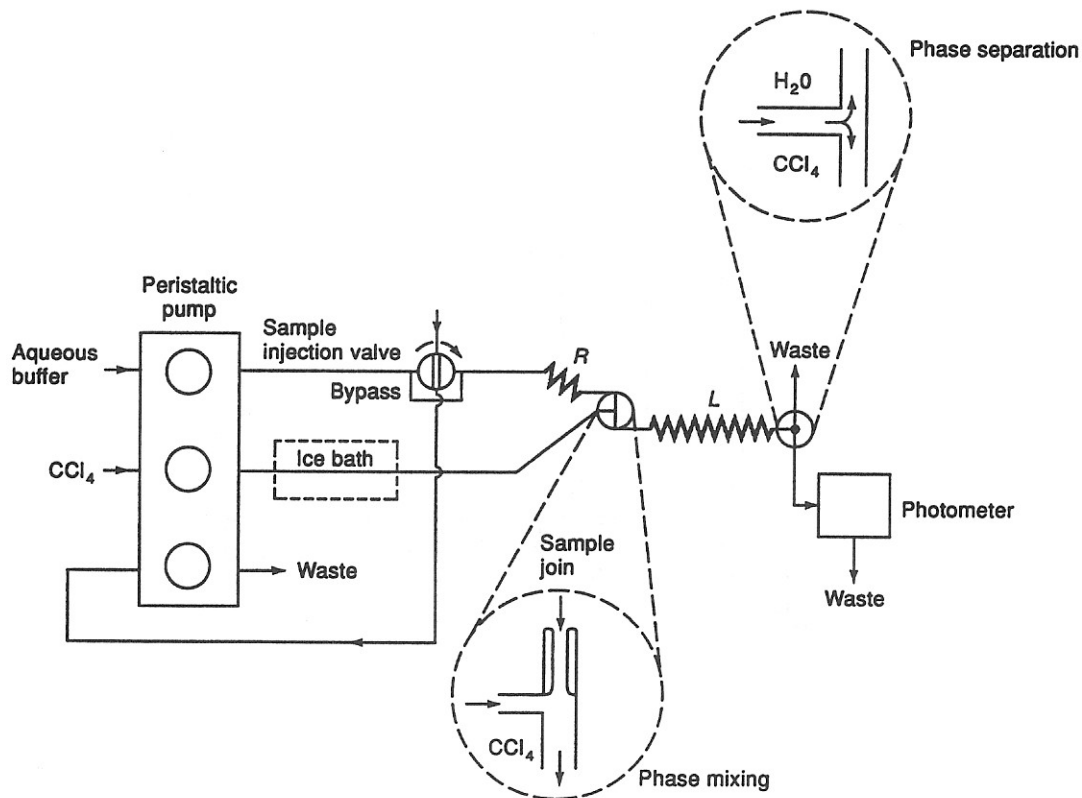 Phase separation
H₂0
CCl₄
Peristaltic
pump
Aqueous
buffer
Sample
injection valve
Bypass
R
L
Waste
CCl₄
Ice bath
Waste
Photometer
Waste
Sample
join
CCl₄
Phase mixing